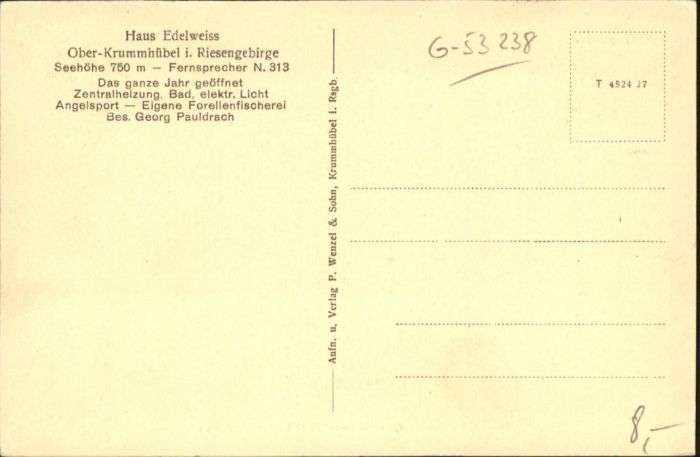 Haus Edelweiss
Ober-Krummhübel i. Riesengebirge
Seehöhe 750 m — Fernsprecher N. 313
Das ganze Jahr geöffnet
Zentralheizung, Bad, elektr. Licht
Angelsport — Eigene Forellenfischerei
Bes. Georg Pauldrach
Aufn. u. Verlag P. Wenzel & Sohn, Krummhübel i. Rsgb.
G-53 238
T 4524 27
8,-